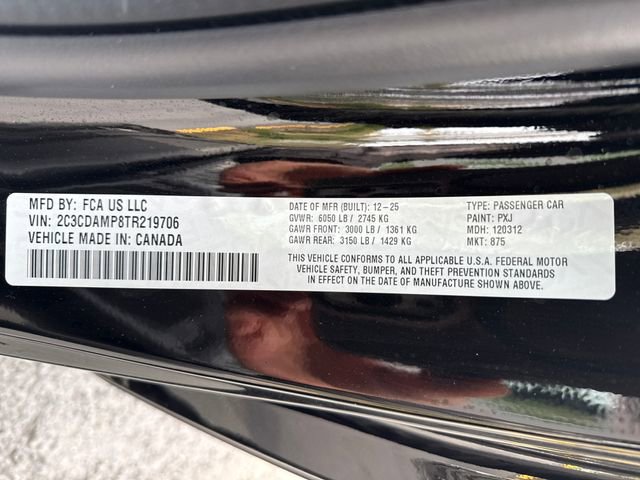 MFD BY: FCA US LLC
VIN: 2C3CDAMP8TR219706
VEHICLE MADE IN: CANADA
DATE OF MFR (BUILT): 12-25
GVWR: 6050 LB / 2745 KG
GAWR FRONT: 3000 LB / 1361 KG
GAWR REAR: 3150 LB / 1429 KG
TYPE: PASSENGER CAR
PAINT: PXJ
MDH: 120312
MKT: 875
THIS VEHICLE CONFORMS TO ALL APPLICABLE U.S.A. FEDERAL MOTOR
VEHICLE SAFETY, BUMPER, AND THEFT PREVENTION STANDARDS
IN EFFECT ON THE DATE OF MANUFACTURE SHOWN ABOVE.